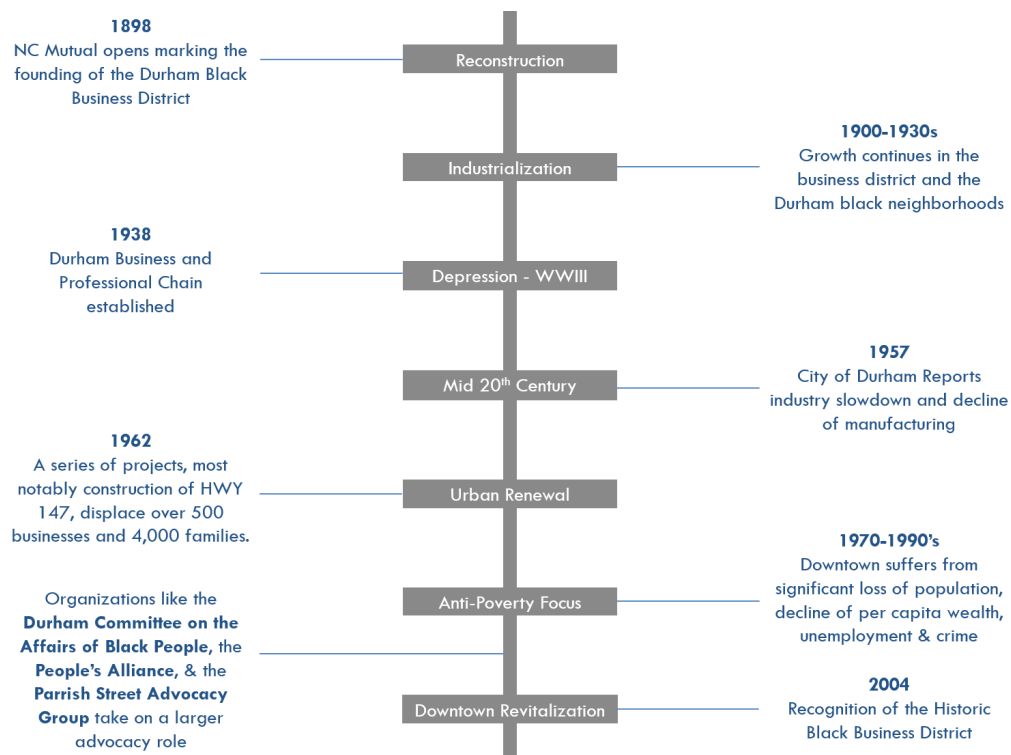 1898
NC Mutual opens marking the
founding of the Durham Black
Business District
Reconstruction
1900-1930s
Growth continues in the
business district and the
Durham black neighborhoods
Industrialization
1938
Durham Business and
Professional Chain
established
Depression - WWIII
1957
City of Durham Reports
industry slowdown and decline
of manufacturing
Mid 20th Century
1962
A series of projects, most
notably construction of HWY
147, displace over 500
businesses and 4,000 families.
Urban Renewal
1970-1990's
Downtown suffers from
significant loss of population,
decline of per capita wealth,
unemployment & crime
Anti-Poverty Focus
Organizations like the
Durham Committee on the
Affairs of Black People, the
People's Alliance, & the
Parrish Street Advocacy
Group take on a larger
advocacy role
2004
Recognition of the Historic
Black Business District
Downtown Revitalization